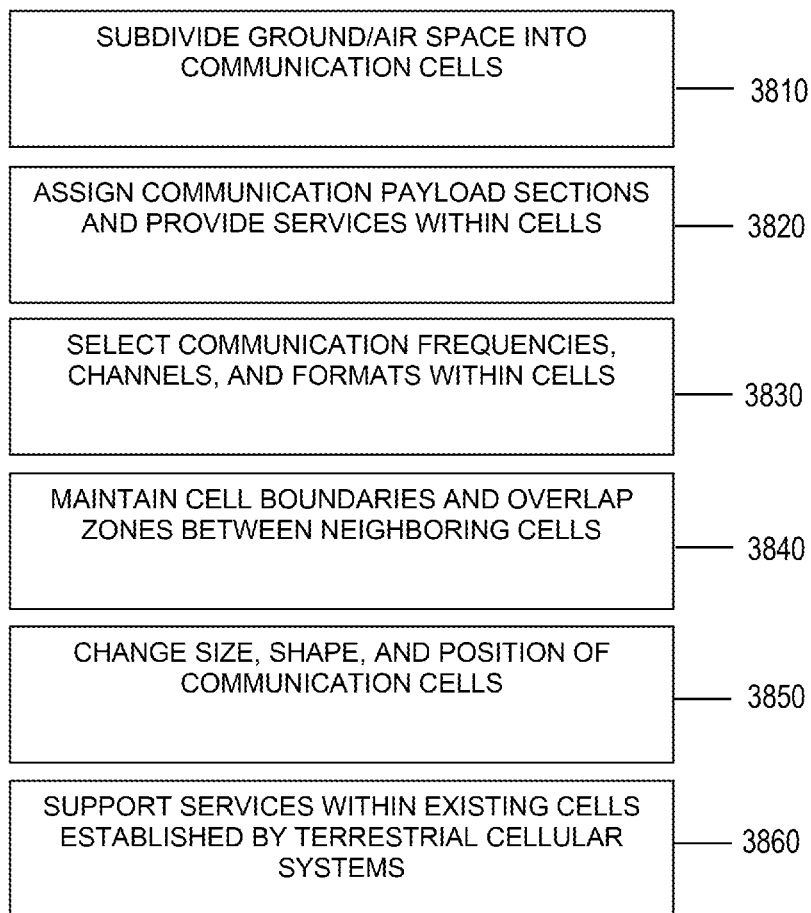 SUBDIVIDE GROUND/AIR SPACE INTO
COMMUNICATION CELLS
3810
ASSIGN COMMUNICATION PAYLOAD SECTIONS
AND PROVIDE SERVICES WITHIN CELLS
3820
SELECT COMMUNICATION FREQUENCIES,
CHANNELS, AND FORMATS WITHIN CELLS
3830
MAINTAIN CELL BOUNDARIES AND OVERLAP
ZONES BETWEEN NEIGHBORING CELLS
3840
CHANGE SIZE, SHAPE, AND POSITION OF
COMMUNICATION CELLS
3850
SUPPORT SERVICES WITHIN EXISTING CELLS
ESTABLISHED BY TERRESTRIAL CELLULAR
SYSTEMS
3860